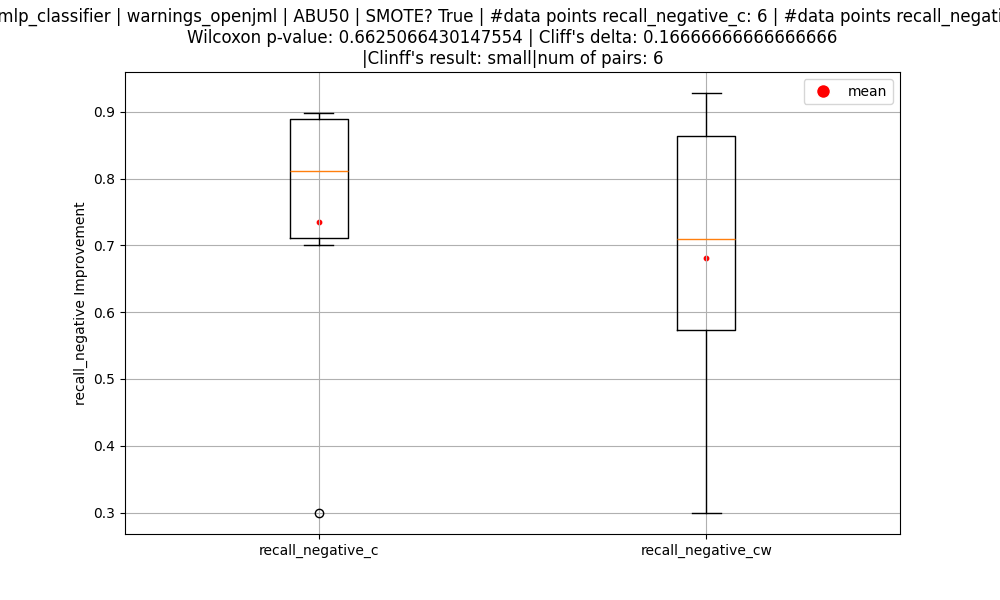 mlp_classifier | warnings_openjml | ABU50 | SMOTE? True | #data points recall_negative_c: 6 | #data points
Wilcoxon p-value: 0.6625066430147554 | Cliff's delta: 0.16666666666666666
|Clinff's result: small|num of pairs: 6
mean
0.9
0.8
0.7
0.6
0.5
0.4
0.3
recall_negative Improvement
recall_negative_c
recall_negative_cw